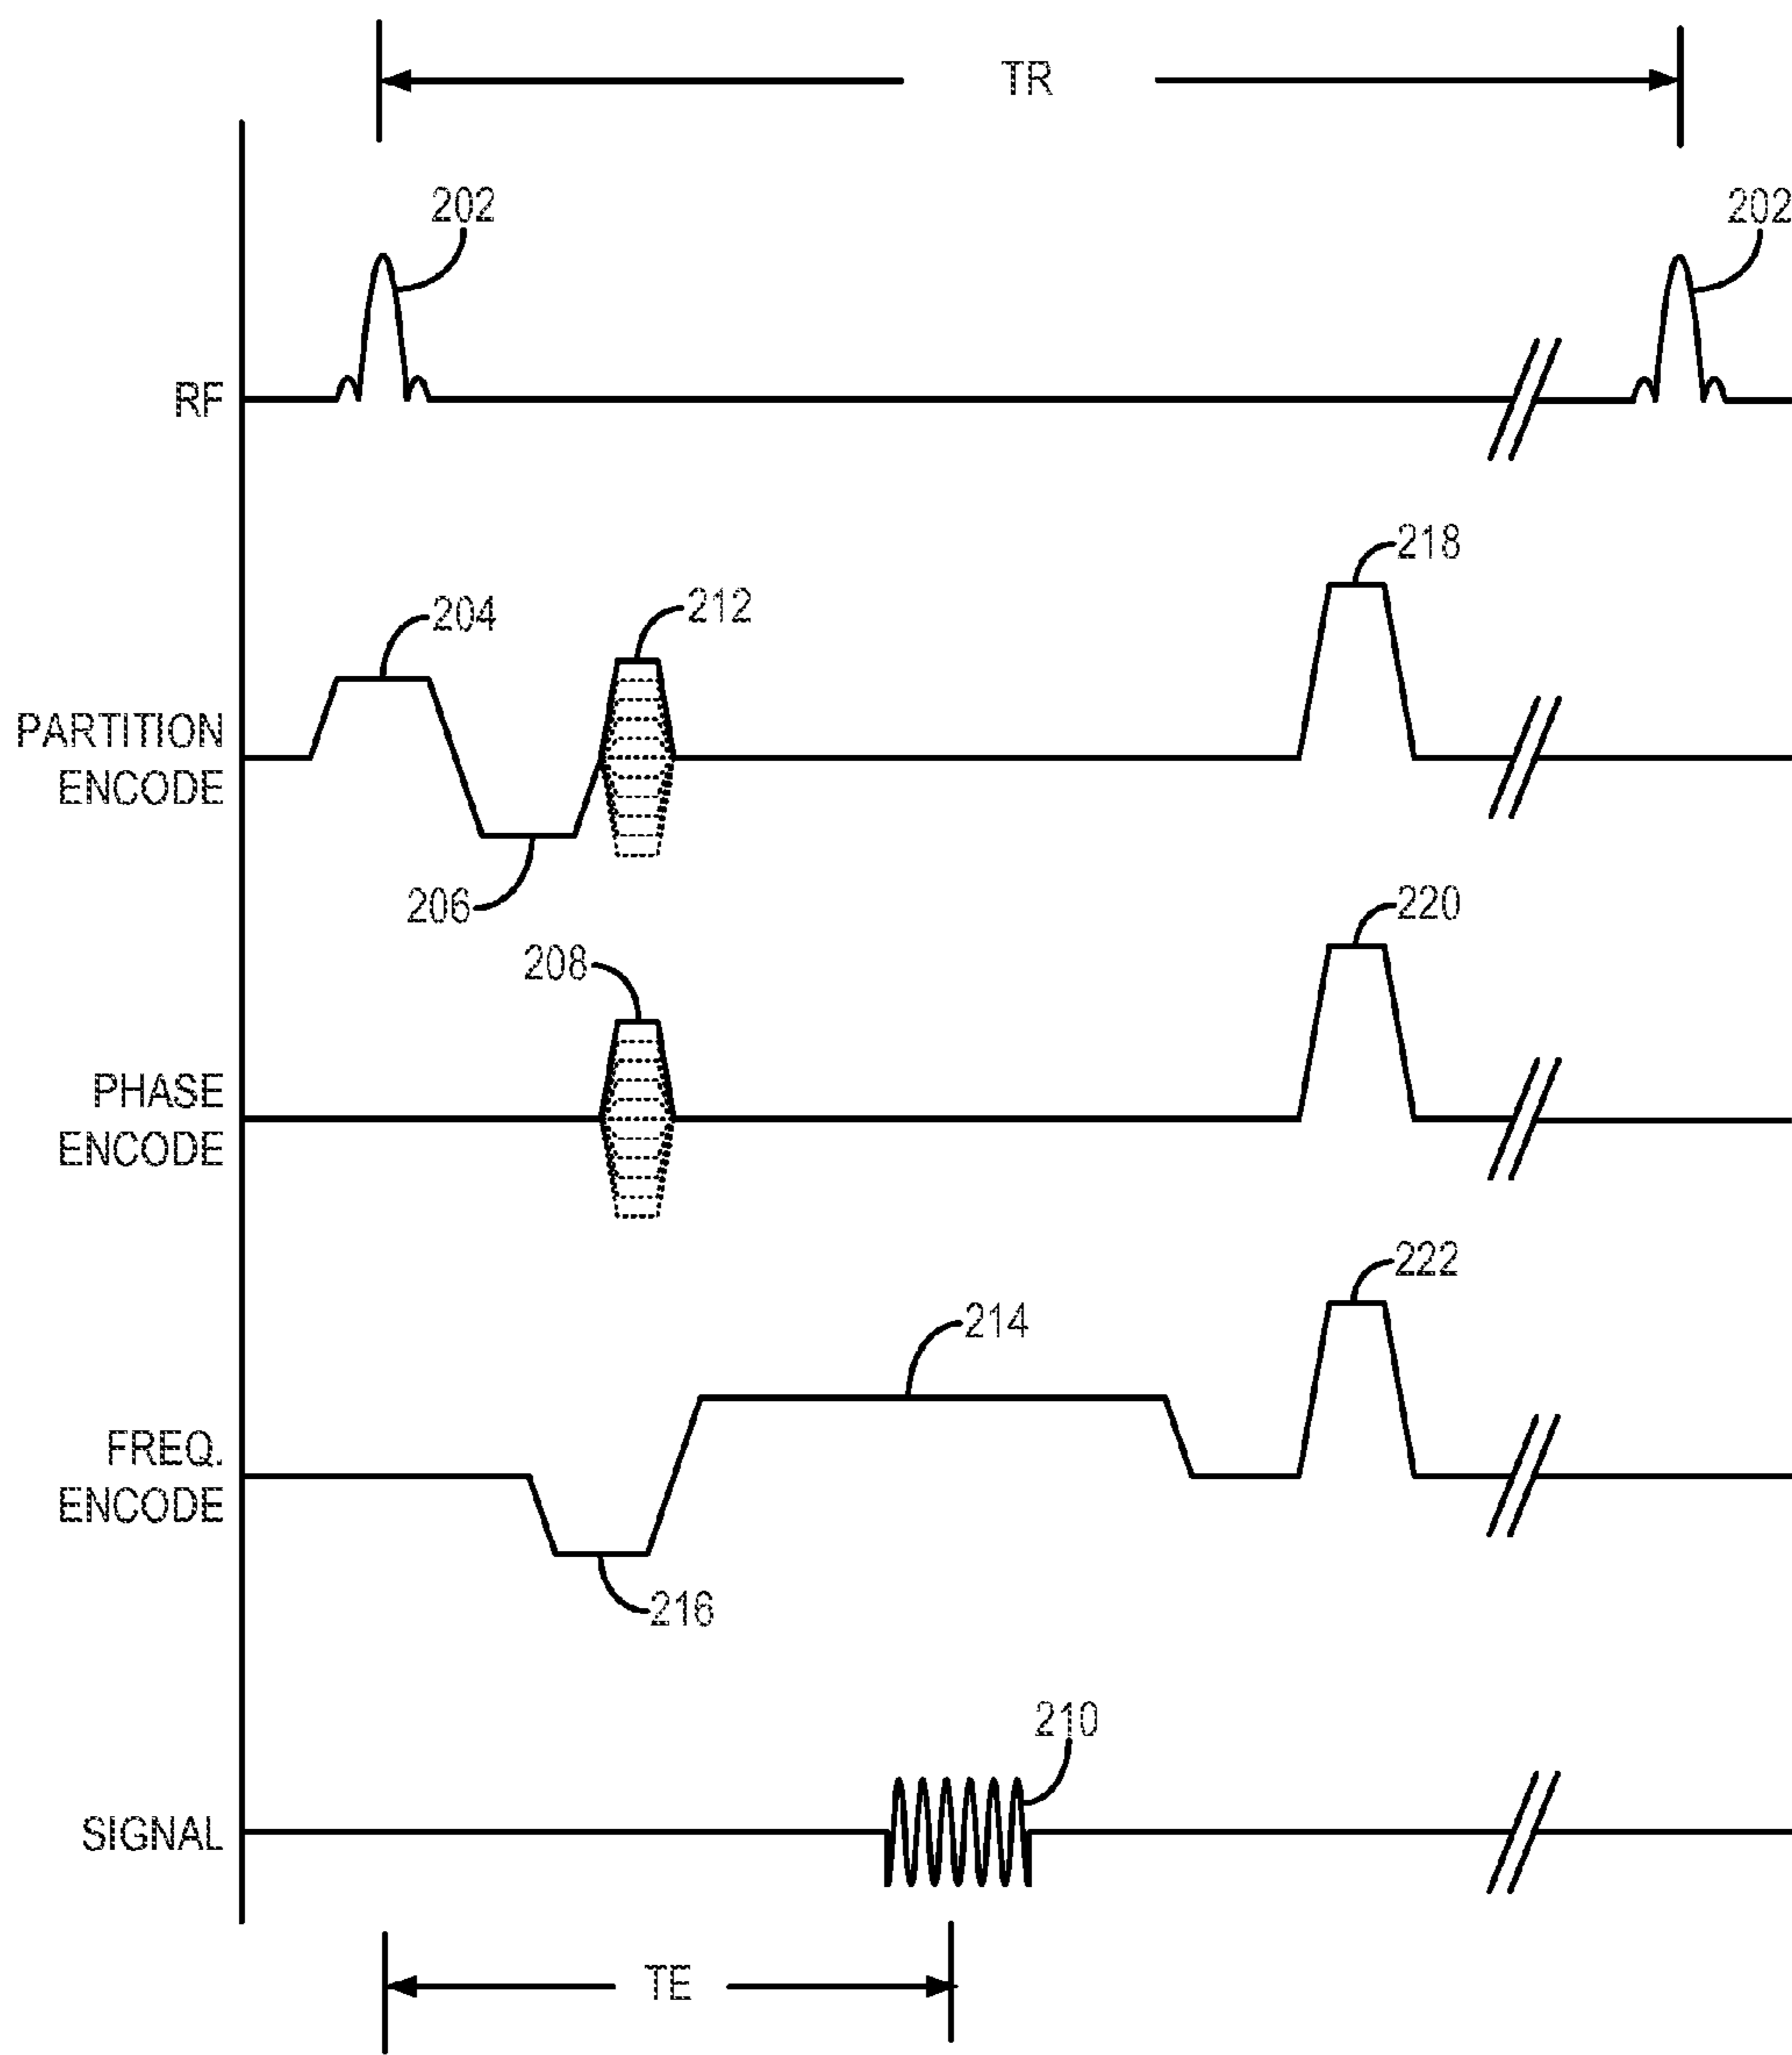 TR
202
202
RF
218
212
204
PARTITION
ENCODE
206
220
208
PHASE
ENCODE
222
214
FREQ.
ENCODE
216
210
SIGNAL
TE